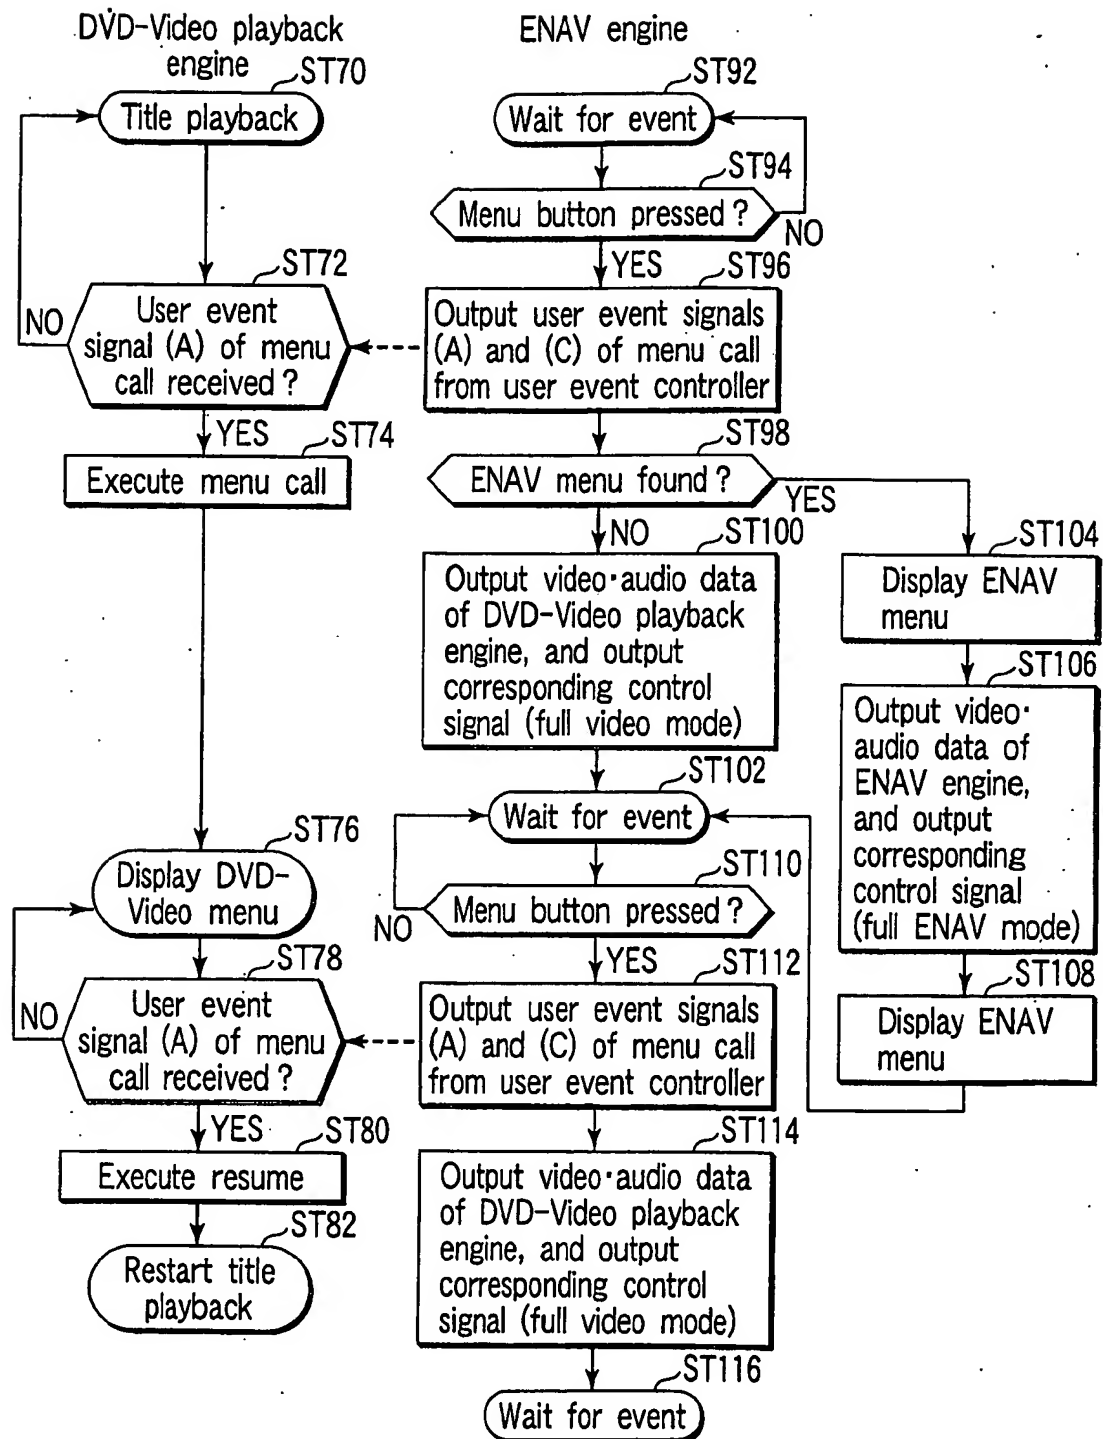 DVD-Video playback
engine
ST70
Title playback
ST72
User event
signal (A) of menu
call received?
NO
YES
ST74
Execute menu call
ST76
Display DVD-
Video menu
ST78
User event
signal (A) of menu
call received?
NO
YES
ST80
Execute resume
ST82
Restart title
playback
ENAV engine
ST92
Wait for event
ST94
Menu button pressed?
NO
YES
ST96
Output user event signals
(A) and (C) of menu call
from user event controller
ST98
ENAV menu found?
YES
NO
ST100
Output video·audio data
of DVD-Video playback
engine, and output
corresponding control
signal (full video mode)
ST102
Wait for event
ST110
Menu button pressed?
NO
YES
ST112
Output user event signals
(A) and (C) of menu call
from user event controller
ST114
Output video·audio data
of DVD-Video playback
engine, and output
corresponding control
signal (full video mode)
ST116
Wait for event
ST104
Display ENAV
menu
ST106
Output video·
audio data of
ENAV engine,
and output
corresponding
control signal
(full ENAV mode)
ST108
Display ENAV
menu